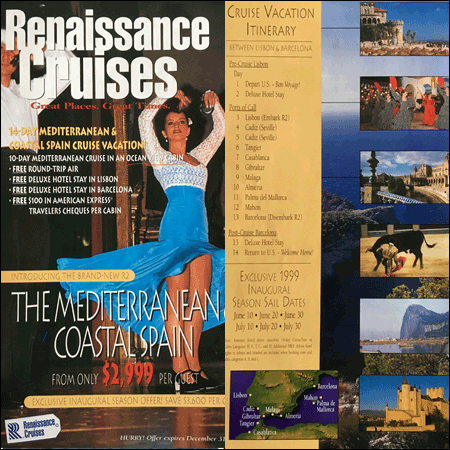 Renaissance
Cruises
Great Places. Great Times.
14-DAY MEDITERRANEAN &
COASTAL SPAIN CRUISE VACATION
10-DAY MEDITERRANEAN CRUISE IN AN OCEAN VIEW CABIN
• FREE ROUND-TRIP AIR
• FREE DELUXE HOTEL STAY IN LISBON
• FREE DELUXE HOTEL STAY IN BARCELONA
• FREE $100 IN AMERICAN EXPRESS
TRAVELERS CHEQUES PER CABIN
INTRODUCING THE BRAND-NEW R2
THE MEDITERRANEAN
COASTAL SPAIN
FROM ONLY $2,999 PER GUEST
EXCLUSIVE INAUGURAL SEASON OFFER! SAVE $3,600 PER
Renaissance
Cruises
HURRY! Offer expires December 31
CRUISE VACATION
ITINERARY
BETWEEN LISBON & BARCELONA
Pre-Cruise Lisbon
Day
1 Depart U.S. - Bon Voyage!
2 Deluxe Hotel Stay
Ports of Call
3 Lisbon (Embark R2)
4 Cadiz (Seville)
5 Cadiz (Seville)
6 Tangier
7 Casablanca
8 Gibraltar
9 Malaga
10 Almeria
11 Palma del Mallorca
12 Mahon
13 Barcelona (Disembark R2)
Post-Cruise Barcelona
13 Deluxe Hotel Stay
14 Return to U.S. - Welcome Home!
EXCLUSIVE 1999
INAUGURAL
SEASON SAIL DATES
June 10 • June 20 • June 30
July 10 • July 20 • July 30
Lisbon
Barcelona
Mahon
Palma de
Mallorca
Cadiz
Malaga
Gibraltar
Almeria
Tangier
Casablanca